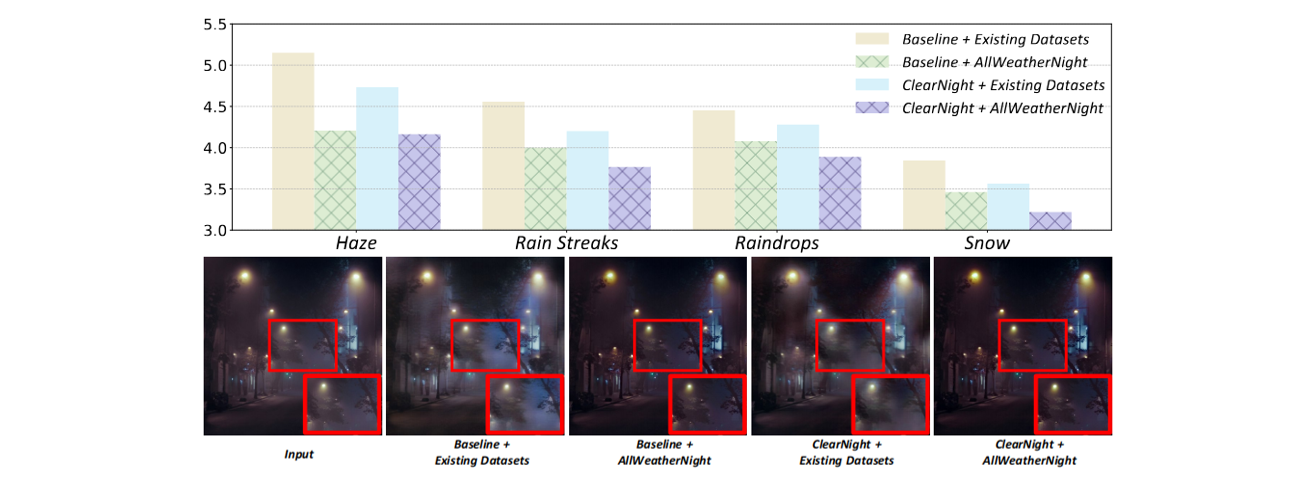 5.5
5.0
4.5
4.0
3.5
3.0
Baseline + Existing Datasets
Baseline + AllWeatherNight
ClearNight + Existing Datasets
ClearNight + AllWeatherNight
Haze
Rain Streaks
Raindrops
Snow
Input
Baseline +
Existing Datasets
Baseline +
AllWeatherNight
ClearNight +
Existing Datasets
ClearNight +
AllWeatherNight